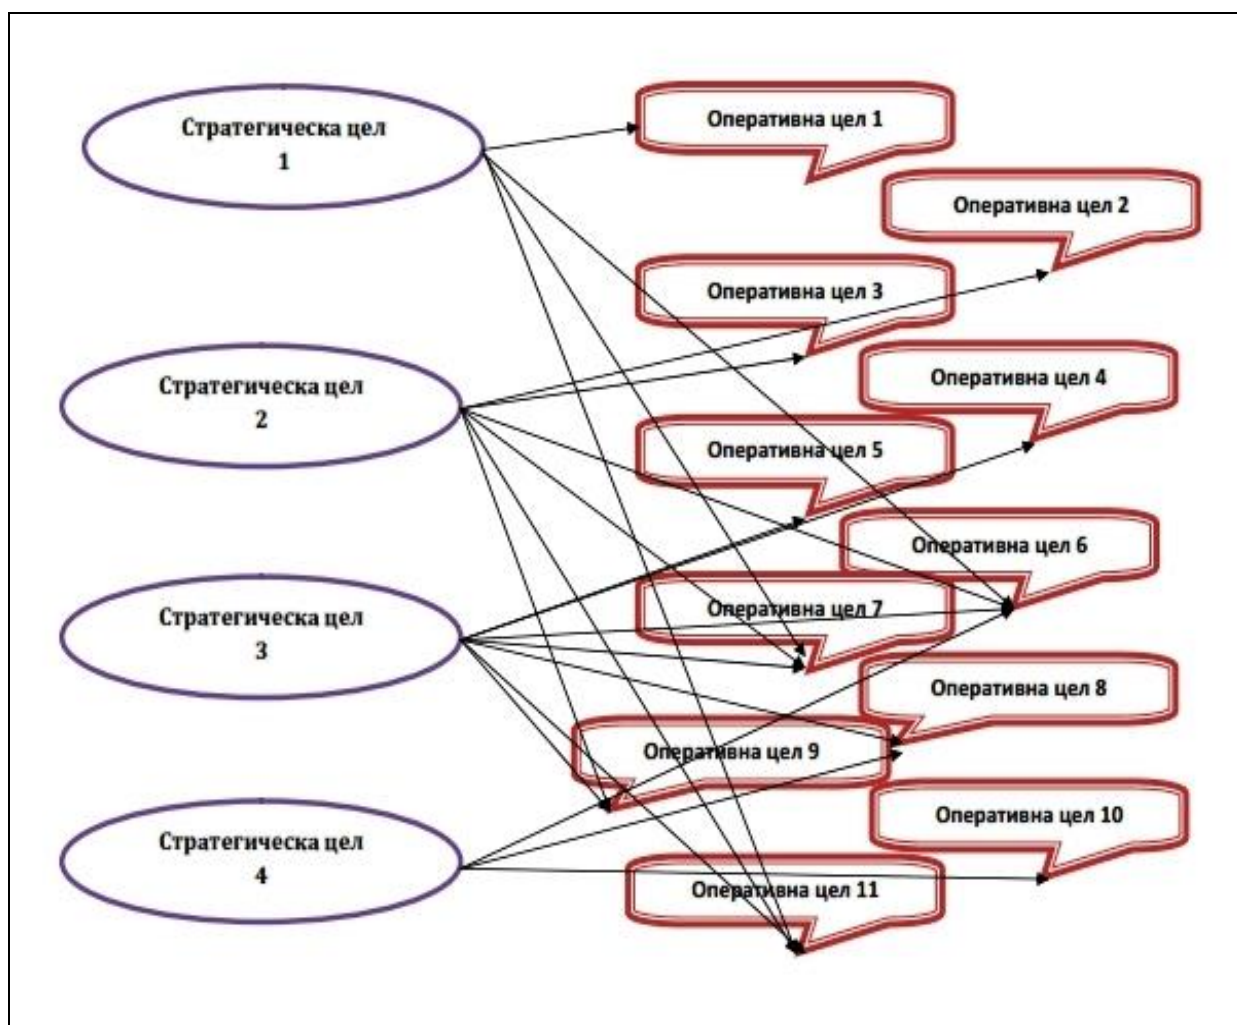 Стратегическа цел
1
Стратегическа цел
2
Стратегическа цел
3
Стратегическа цел
4
Оперативна цел 1
Оперативна цел 2
Оперативна цел 3
Оперативна цел 4
Оперативна цел 5
Оперативна цел 6
Оперативна цел 7
Оперативна цел 8
Оперативна цел 9
Оперативна цел 10
Оперативна цел 11